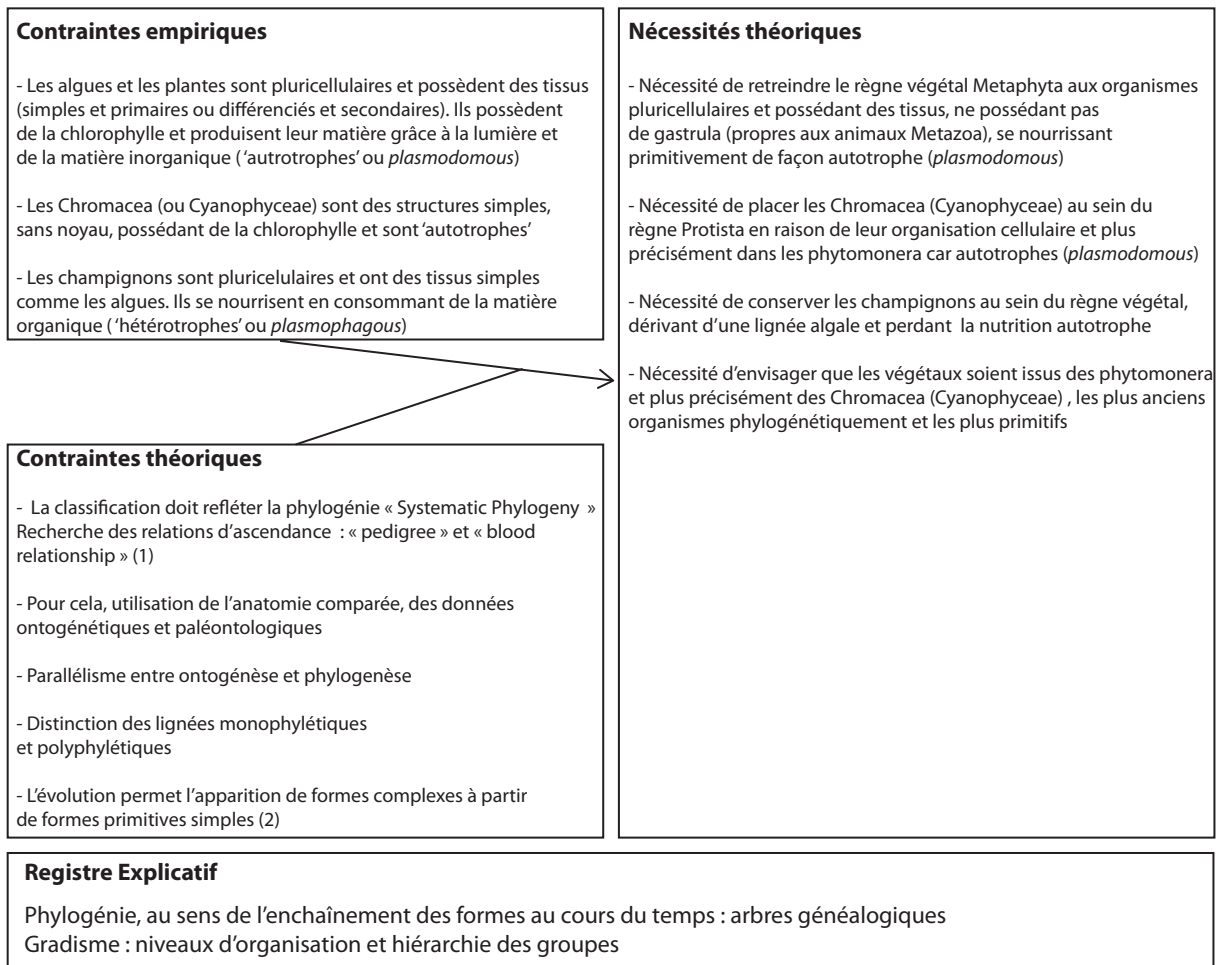 Contraintes empiriques
- Les algues et les plantes sont pluricellulaires et possèdent des tissus
(simples et primaires ou différenciés et secondaires). Ils possèdent
de la chlorophylle et produisent leur matière grâce à la lumière et
de la matière inorganique ( 'autrotrophes' ou plasmodomous)
- Les Chromacea (ou Cyanophyceae) sont des structures simples,
sans noyau, possédant de la chlorophylle et sont 'autotrophes'
- Les champignons sont pluricelulaires et ont des tissus simples
comme les algues. Ils se nourrisent en consommant de la matière
organique ( 'hétérotrophes' ou plasmophagous)
Contraintes théoriques
- La classification doit refléter la phylogénie « Systematic Phylogeny »
Recherche des relations d'ascendance : « pedigree » et « blood
relationship » (1)
- Pour cela, utilisation de l'anatomie comparée, des données
ontogénétiques et paléontologiques
- Parallélisme entre ontogénèse et phylogenèse
- Distinction des lignées monophylétiques
et polyphylétiques
- L'évolution permet l'apparition de formes complexes à partir
de formes primitives simples (2)
Nécessités théoriques
- Nécessité de retreindre le règne végétal Metaphyta aux organismes
pluricellulaires et possédant des tissus, ne possédant pas
de gastrula (propres aux animaux Metazoa), se nourrissant
primitivement de façon autotrophe (plasmodomous)
- Nécessité de placer les Chromacea (Cyanophyceae) au sein du
règne Protista en raison de leur organisation cellulaire et plus
précisément dans les phytomonera car autotrophes (plasmodomous)
- Nécessité de conserver les champignons au sein du règne végétal,
dérivant d'une lignée algale et perdant la nutrition autotrophe
- Nécessité d'envisager que les végétaux soient issus des phytomonera
et plus précisément des Chromacea (Cyanophyceae) , les plus anciens
organismes phylogénétiquement et les plus primitifs
Registre Explicatif
Phylogénie, au sens de l'enchaînement des formes au cours du temps : arbres généalogiques
Gradisme : niveaux d'organisation et hiérarchie des groupes